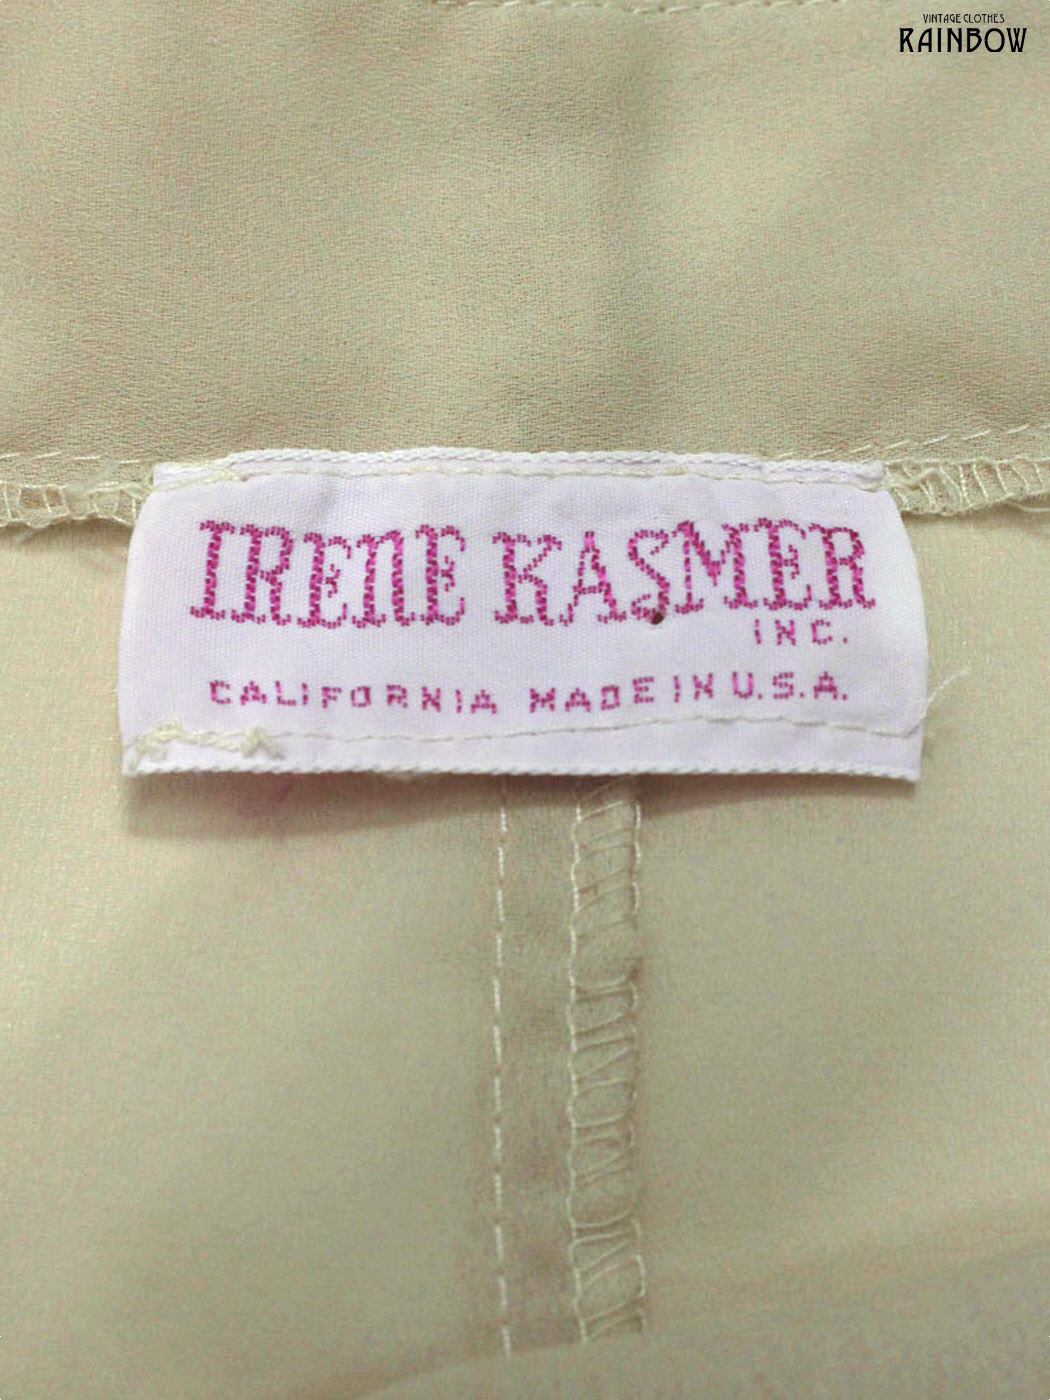 VINTAGE CLOTHES
RAINBOW
IRENE KASMER
INC.
CALIFORNIA MADE IN U.S.A.